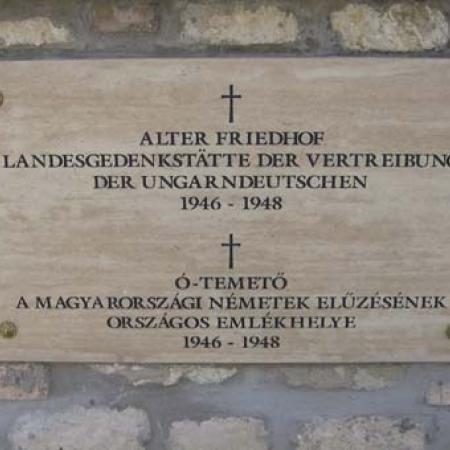 ALTER FRIEDHOF
LANDESGEDENKSTÄTTE DER VERTREIBUNG
DER UNGARNDEUTSCHEN
1946 - 1948
Ó-TEMETŐ
A MAGYARORSZÁGI NÉMETEK ELŰZÉSÉNEK
ORSZÁGOS EMLÉKHELYE
1946 - 1948